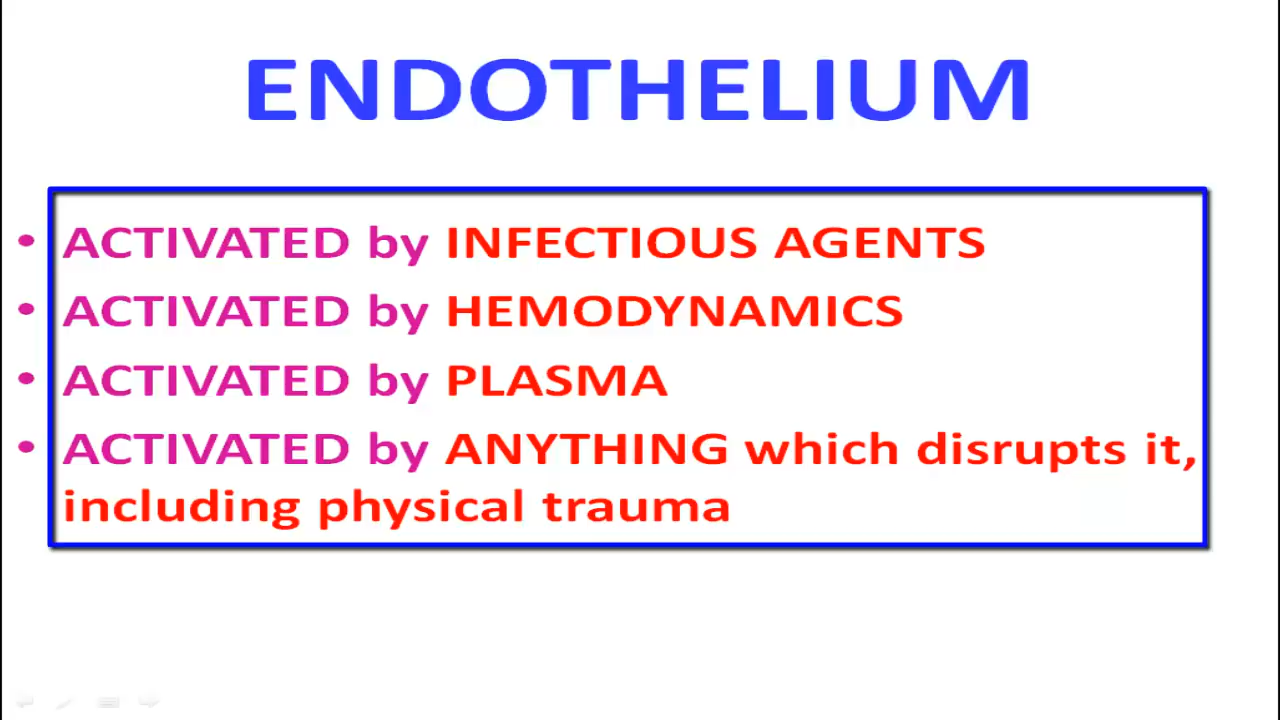 ENDOTHELIUM
• ACTIVATED by INFECTIOUS AGENTS
• ACTIVATED by HEMODYNAMICS
• ACTIVATED by PLASMA
• ACTIVATED by ANYTHING which disrupts it,
including physical trauma